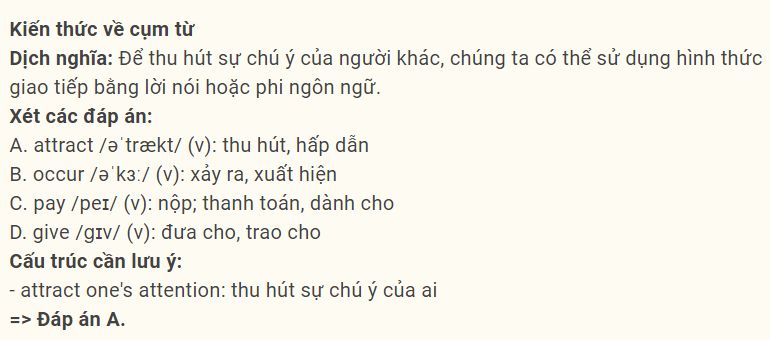 Kiến thức về cụm từ
Dịch nghĩa: Để thu hút sự chú ý của người khác, chúng ta có thể sử dụng hình thức
giao tiếp bằng lời nói hoặc phi ngôn ngữ.
Xét các đáp án:
A. attract /əˈtrækt/ (v): thu hút, hấp dẫn
B. occur /əˈkɜː/ (v): xảy ra, xuất hiện
C. pay /peɪ/ (v): nộp; thanh toán, dành cho
D. give /ɡɪv/ (v): đưa cho, trao cho
Cấu trúc cần lưu ý:
- attract one's attention: thu hút sự chú ý của ai
=> Đáp án A.